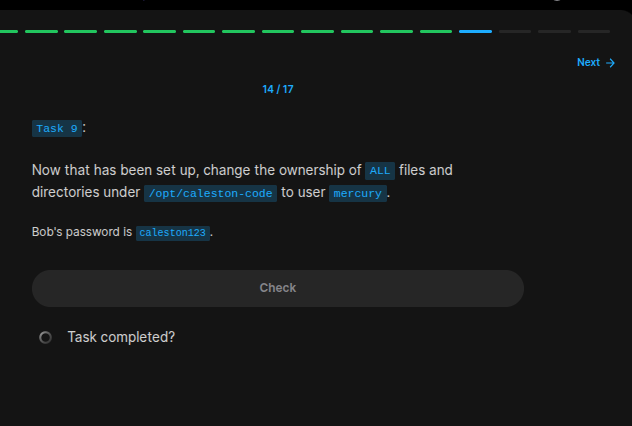 Next →
14 / 17
Task 9:
Now that has been set up, change the ownership of ALL files and
directories under /opt/caleston-code to user mercury.
Bob's password is caleston123.
Check
Task completed?